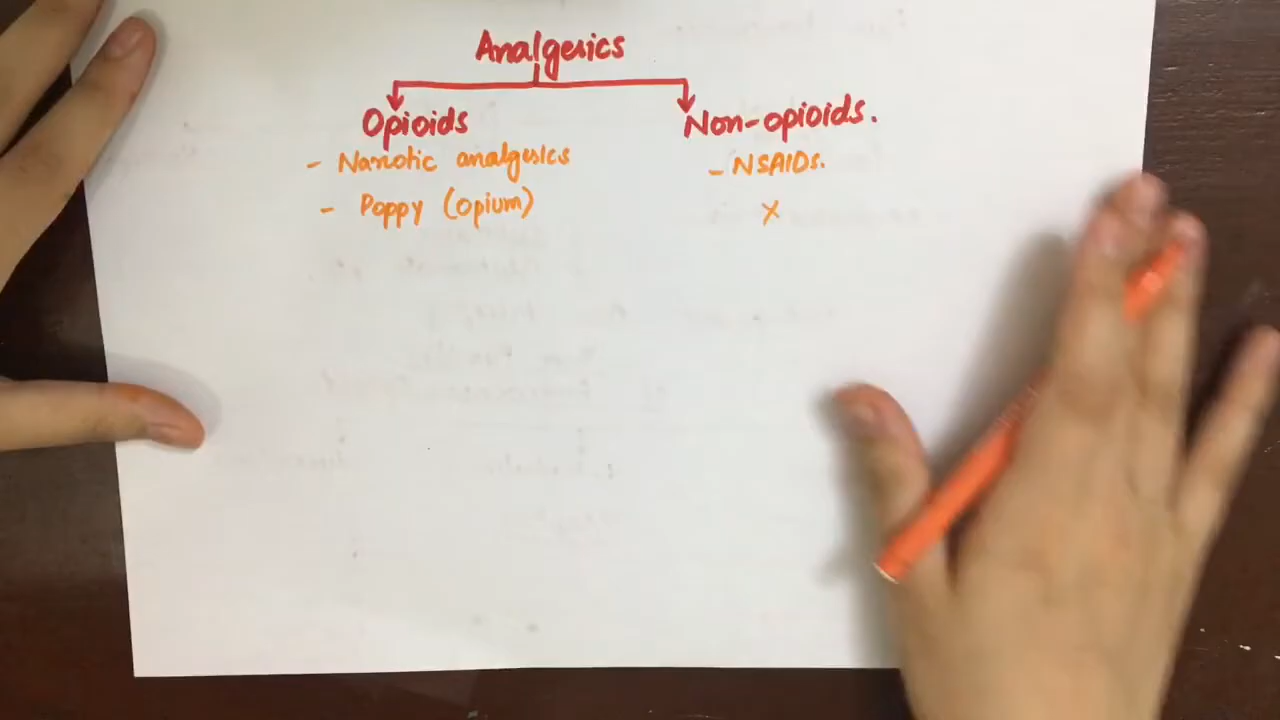 Analgesics
Opioids
Non-opioids.
- Narcotic analgesics
- NSAIDs.
- Poppy (opium)
x